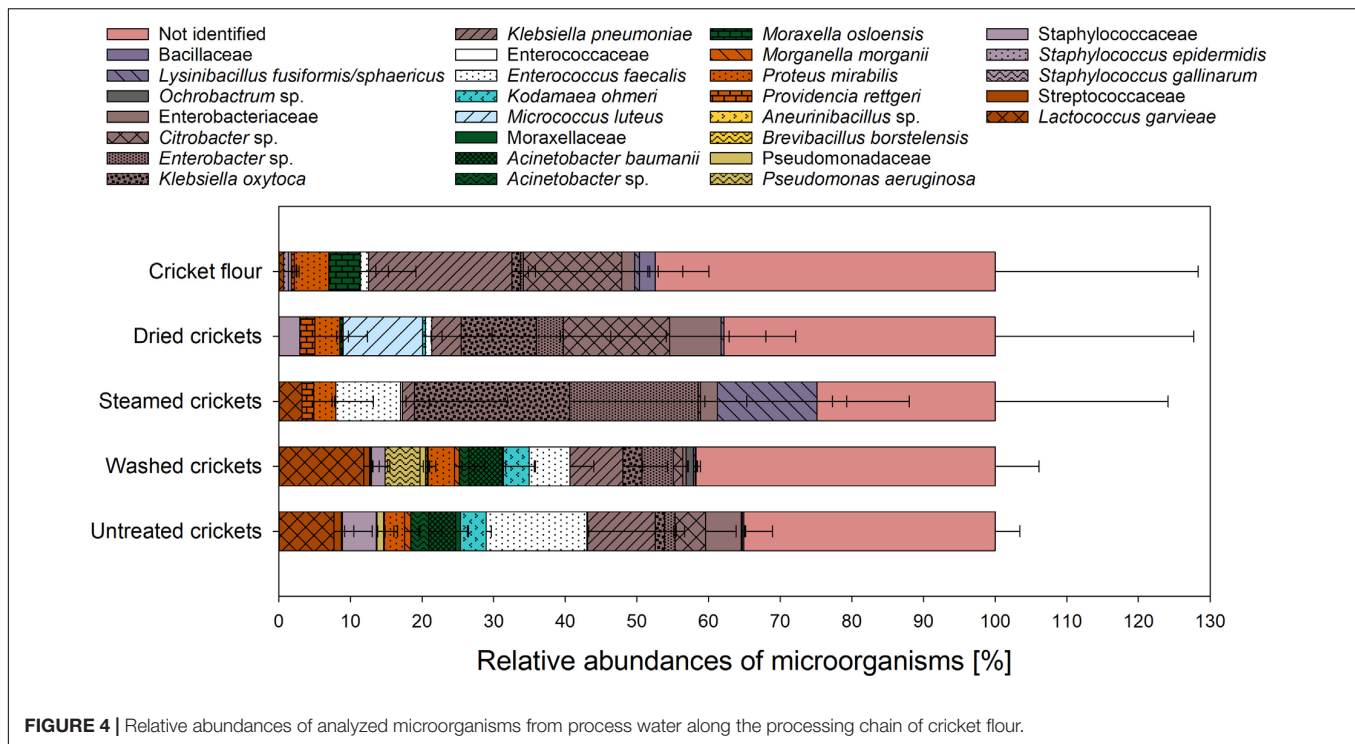 Not identified
Bacillaceae
Lysinibacillus fusiformis/sphaericus
Ochrobactrum sp.
Enterobacteriaceae
Citrobacter sp.
Enterobacter sp.
Klebsiella oxytoca
Klebsiella pneumoniae
Enterococcaceae
Enterococcus faecalis
Kodamaea ohmeri
Micrococcus luteus
Moraxellaceae
Acinetobacter baumanii
Acinetobacter sp.
Moraxella osloensis
Morganella morganii
Proteus mirabilis
Providencia rettgeri
Aneurinibacillus sp.
Brevibacillus borstelensis
Pseudomonadaceae
Pseudomonas aeruginosa
Staphylococcaceae
Staphylococcus epidermidis
Staphylococcus gallinarum
Streptococcaceae
Lactococcus garvieae
Cricket flour
Dried crickets
Steamed crickets
Washed crickets
Untreated crickets
0 10 20 30 40 50 60 70 80 90 100 110 120 130
Relative abundances of microorganisms [%]
FIGURE 4 | Relative abundances of analyzed microorganisms from process water along the processing chain of cricket flour.